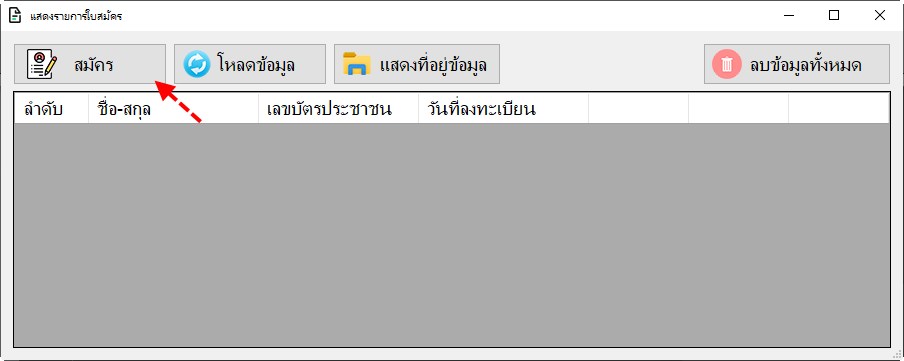 แสดงรายการใบสมัคร
สมัคร โหลดข้อมูล แสดงที่อยู่ข้อมูล ลบข้อมูลทั้งหมด
ลำดับ ชื่อ-สกุล เลขบัตรประชาชน วันที่ลงทะเบียน